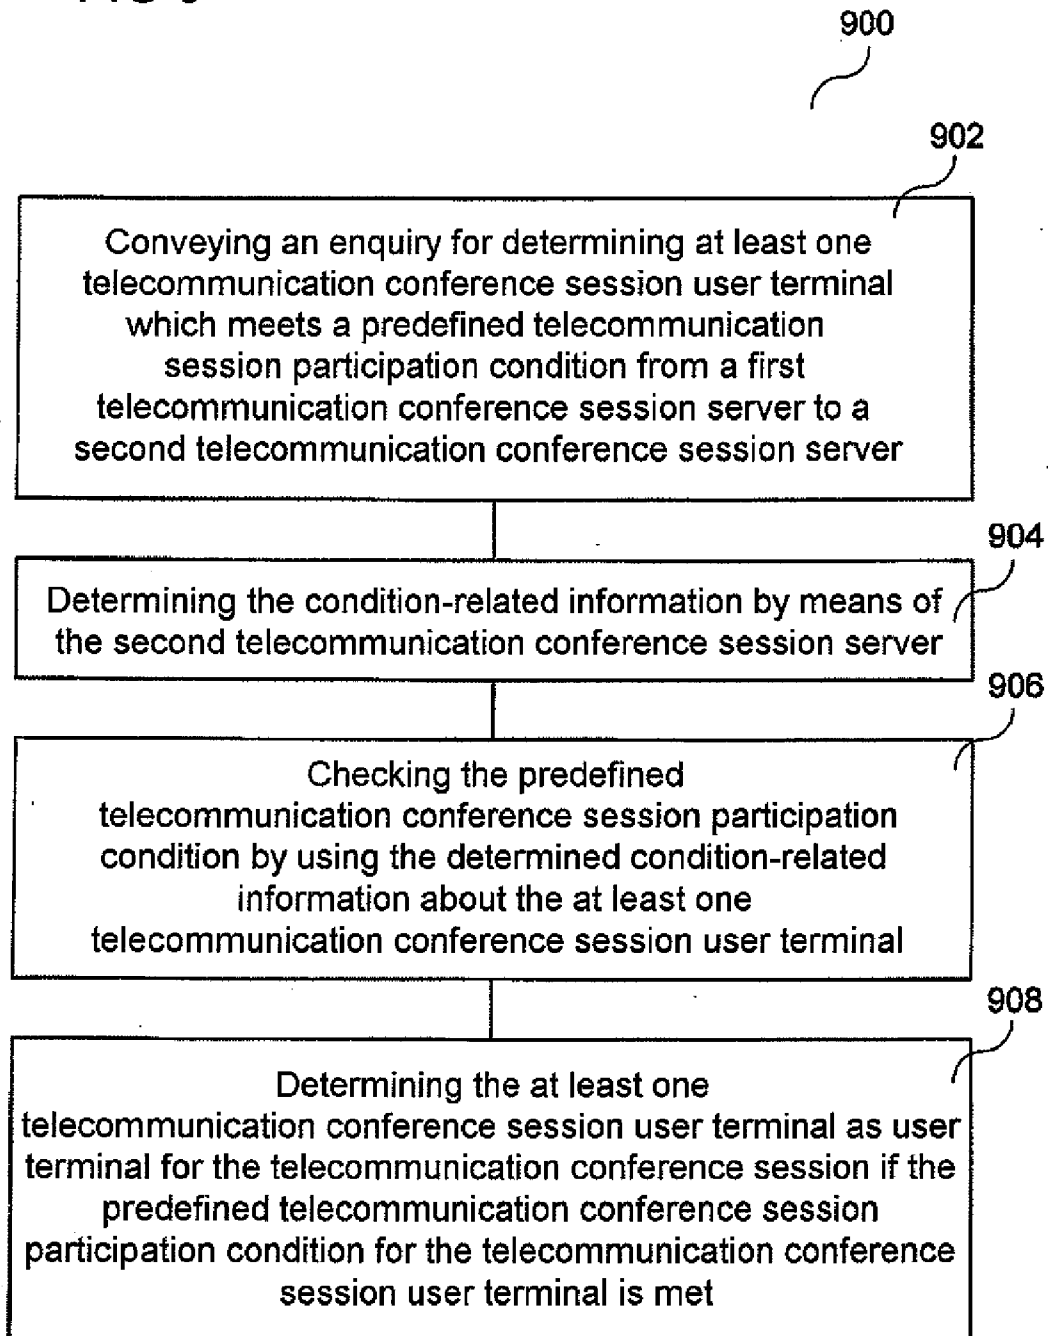 900
902
Conveying an enquiry for determining at least one
telecommunication conference session user terminal
which meets a predefined telecommunication
session participation condition from a first
telecommunication conference session server to a
second telecommunication conference session server
904
Determining the condition-related information by means of
the second telecommunication conference session server
906
Checking the predefined
telecommunication conference session participation
condition by using the determined condition-related
information about the at least one
telecommunication conference session user terminal
908
Determining the at least one
telecommunication conference session user terminal as user
terminal for the telecommunication conference session if the
predefined telecommunication conference session
participation condition for the telecommunication conference
session user terminal is met